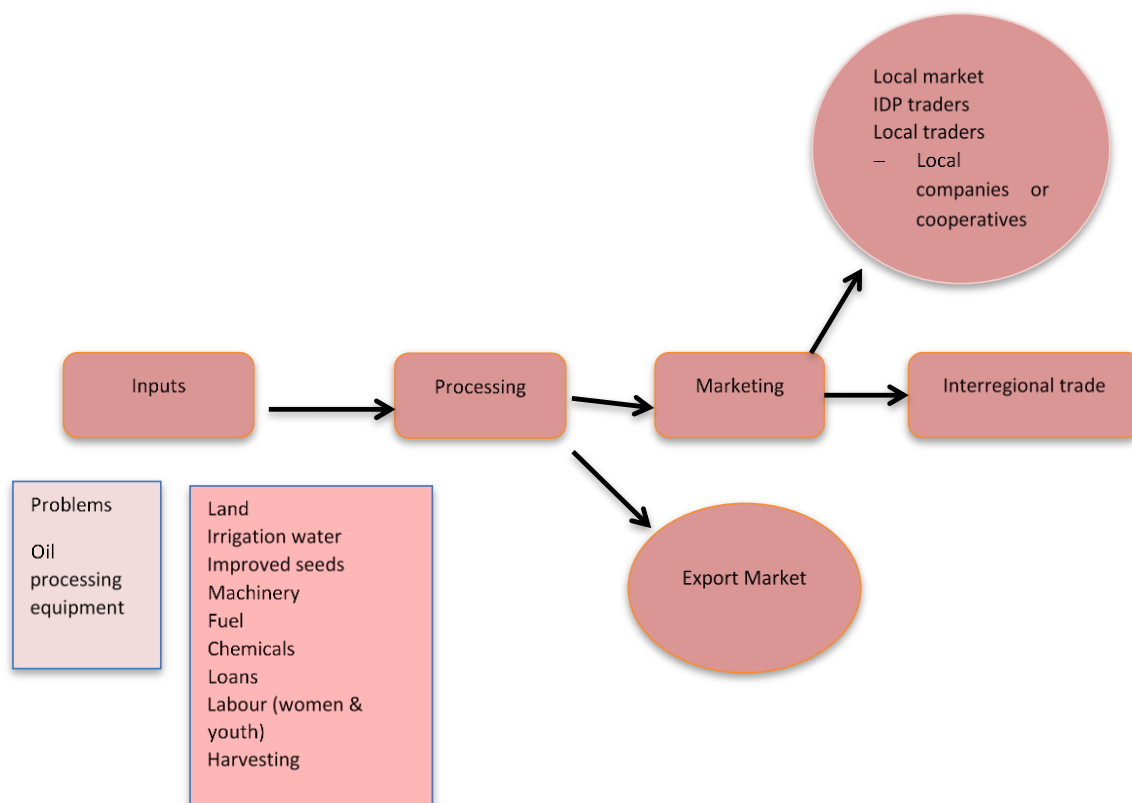 Local market
IDP traders
Local traders
– Local
companies or
cooperatives
Inputs
Processing
Marketing
Interregional trade
Problems
Oil
processing
equipment
Land
Irrigation water
Improved seeds
Machinery
Fuel
Chemicals
Loans
Labour (women &
youth)
Harvesting
Export Market